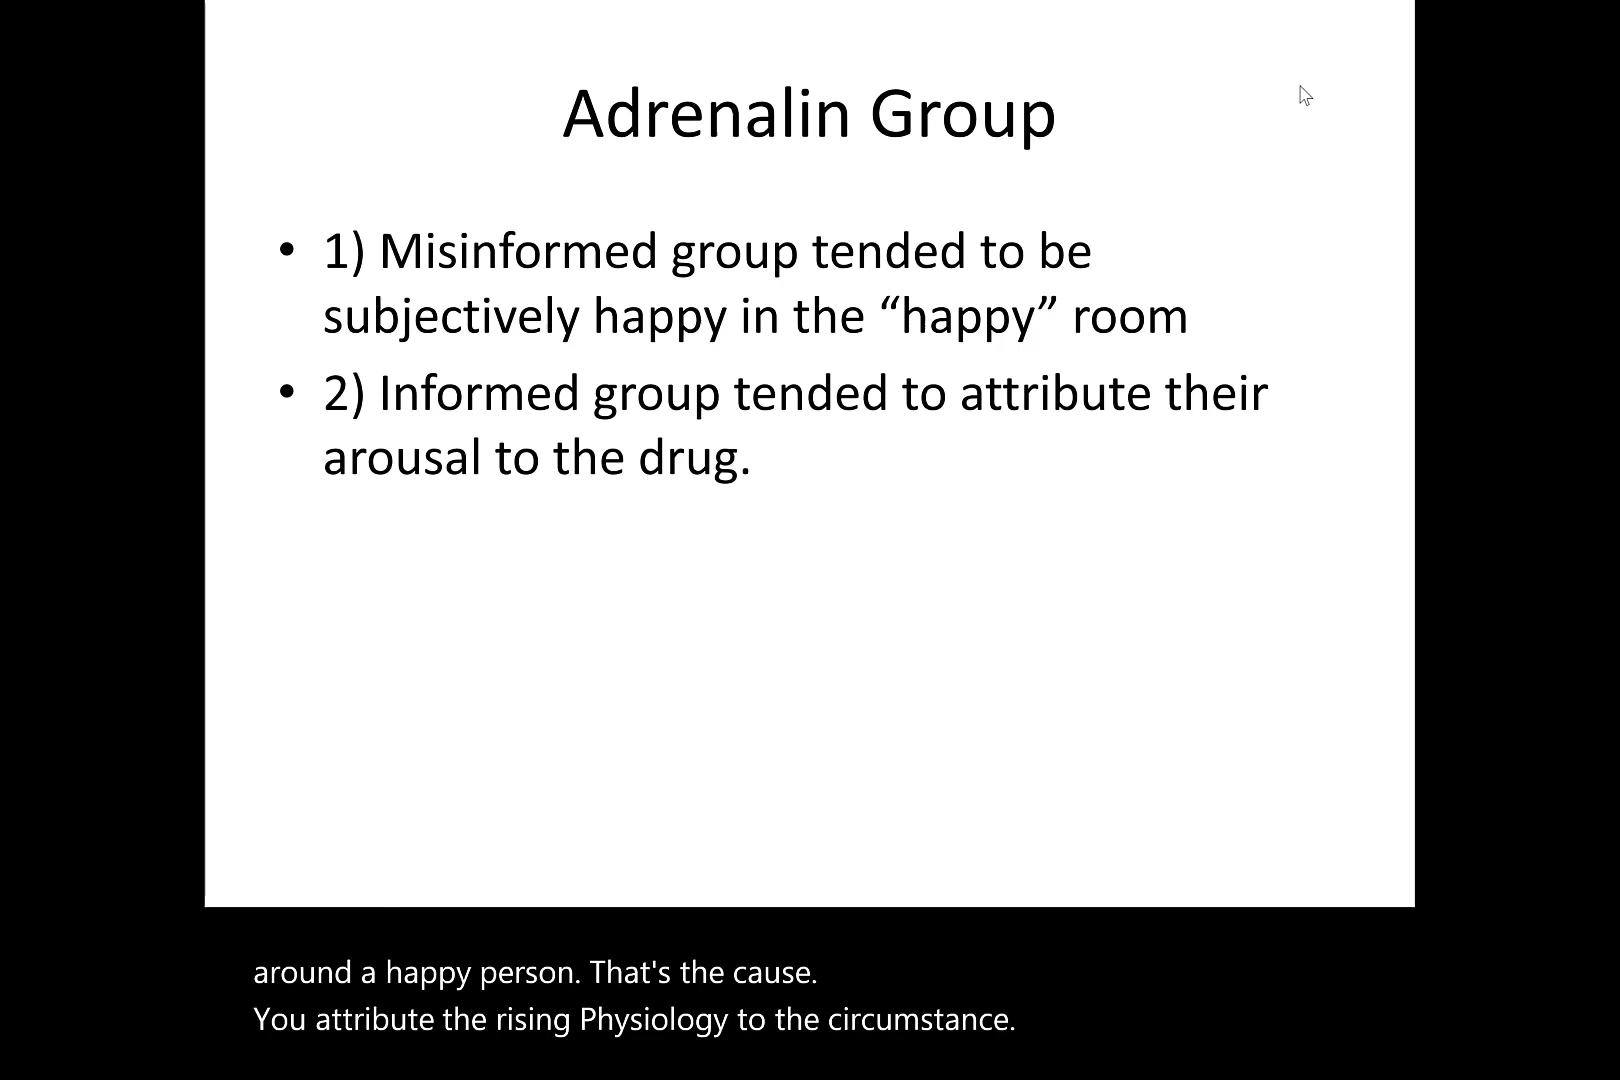 Adrenalin Group
• 1) Misinformed group tended to be
subjectively happy in the “happy” room
• 2) Informed group tended to attribute their
arousal to the drug.
around a happy person. That's the cause.
You attribute the rising Physiology to the circumstance.